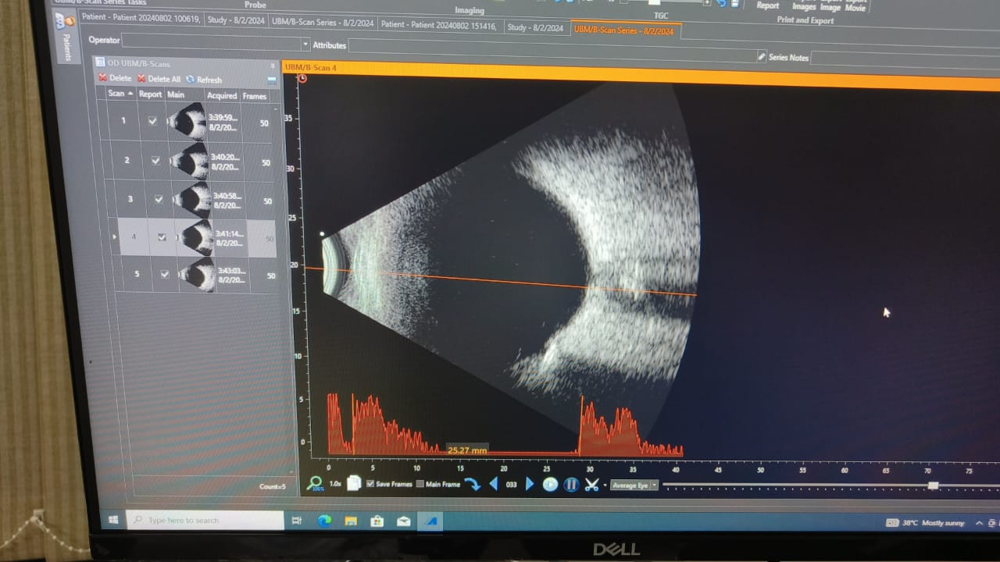 UBM/B-Scan Series Tasks
Probe
Imaging
TGC
Report
Images Image Movie
Print and Export
Patient - Patient 20240802 100619, Study - 8/2/2024 UBM/B-Scan Series - 8/2/2024 Patient - Patient 20240802 151416, Study - 8/2/2024 UBM/B-Scan Series - 8/2/2024
Patients
Operator
Attributes
Series Notes
OD UBM/B-Scans
Delete Delete All Refresh
Scan Report Main Acquired Frames
1 3:39:59... 8/2/20... 50
2 3:40:20... 8/2/20... 50
3 3:40:58... 8/2/20... 50
4 3:41:14... 8/2/20... 50
5 3:43:03... 8/2/20... 50
Count=5
UBM/B-Scan 4
35
30
25
20
15
10
5
0
25.27 mm
0 5 10 15 20 25 30 35 40 45 50 55 60 65 70 75
100% 1.0x Save Frames Main Frame 033 Average Eye
Type here to search
38°C Mostly sunny
DELL